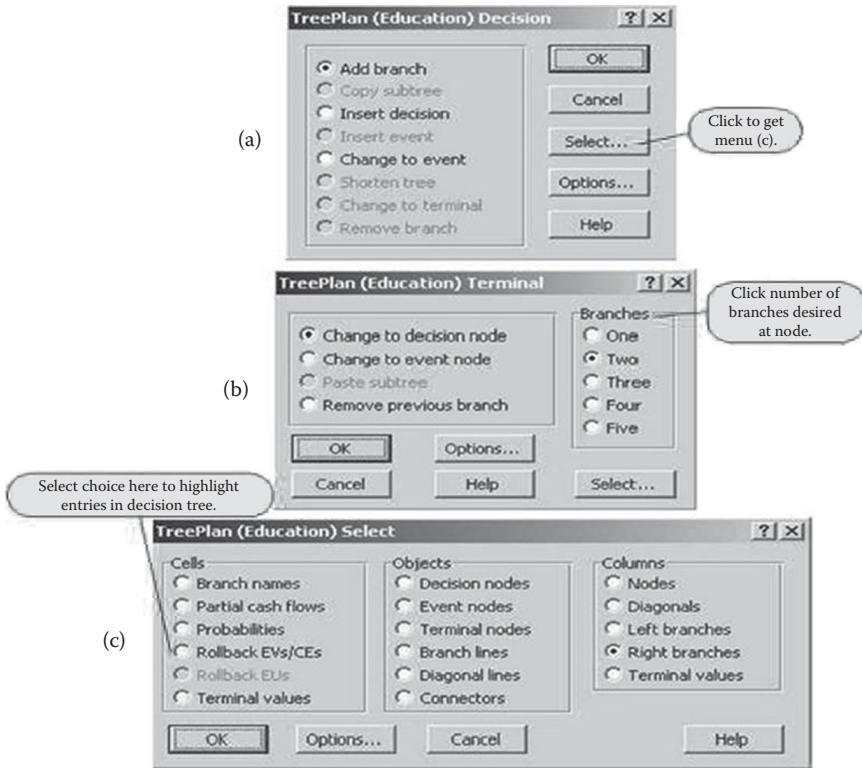 TreePlan (Education) Decision
Add branch
Copy subtree
Insert decision
Insert event
Change to event
Shorten tree
Change to terminal
Remove branch
OK
Cancel
Select...
Options...
Help
(a)
Click to get
menu (c).
TreePlan (Education) Terminal
Change to decision node
Change to event node
Paste subtree
Remove previous branch
Branches
One
Two
Three
Four
Five
OK
Options...
Cancel
Help
Select...
(b)
Click number of
branches desired
at node.
Select choice here to highlight
entries in decision tree.
TreePlan (Education) Select
Cells
Branch names
Partial cash flows
Probabilities
Rollback EVs/CEs
Rollback EUs
Terminal values
Objects
Decision nodes
Event nodes
Terminal nodes
Branch lines
Diagonal lines
Connectors
Columns
Nodes
Diagonals
Left branches
Right branches
Terminal values
OK
Options...
Cancel
Help
(c)